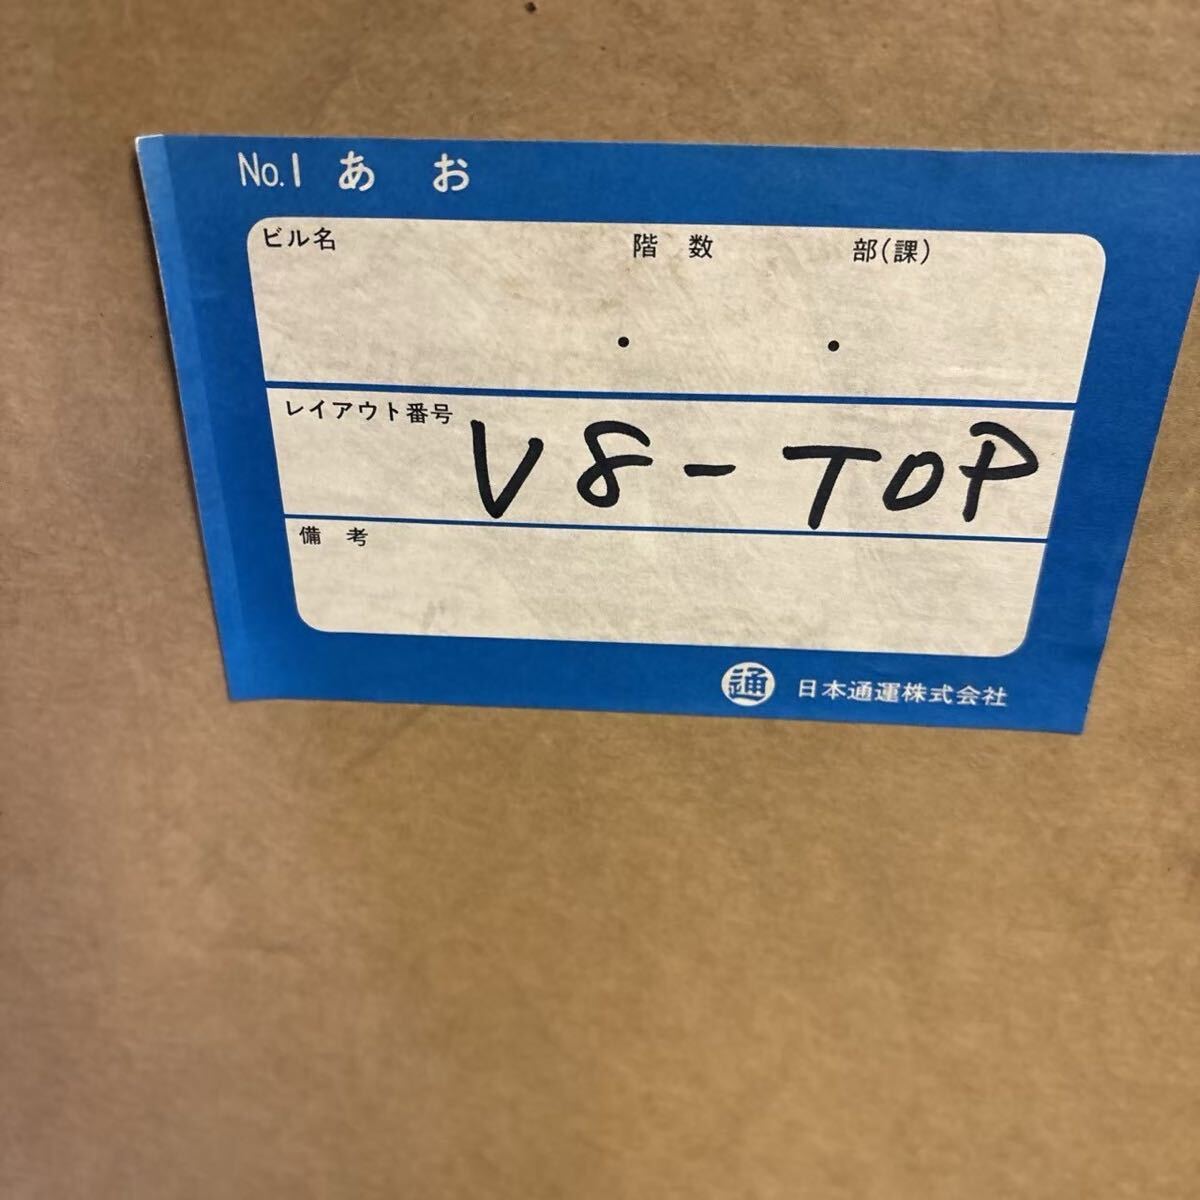 No.1 あ お
ビル名 階 数 部(課)
・ ・
レイアウト番号 V8-TOP
備 考
通 日本通運株式会社